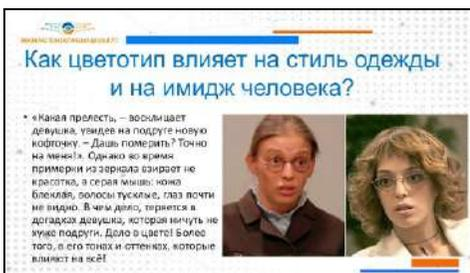 Как цветотип влияет на стиль одежды
и на имидж человека?
• «Какая прелесть, – восклицает
девушка, увидев на подруге новую
кофточку. – Дашь померить? Точно
на меня!». Однако во время
примерки из зеркала взирает не
красотка, а серая мышь: кожа
блеклая, волосы тусклые, глаз почти
не видно. В чем дело, теряется в
догадках девушка, которая ничуть не
хуже подруги. Дело в цвете! Более
того, в его тонах и оттенках, которые
влияют на всё!